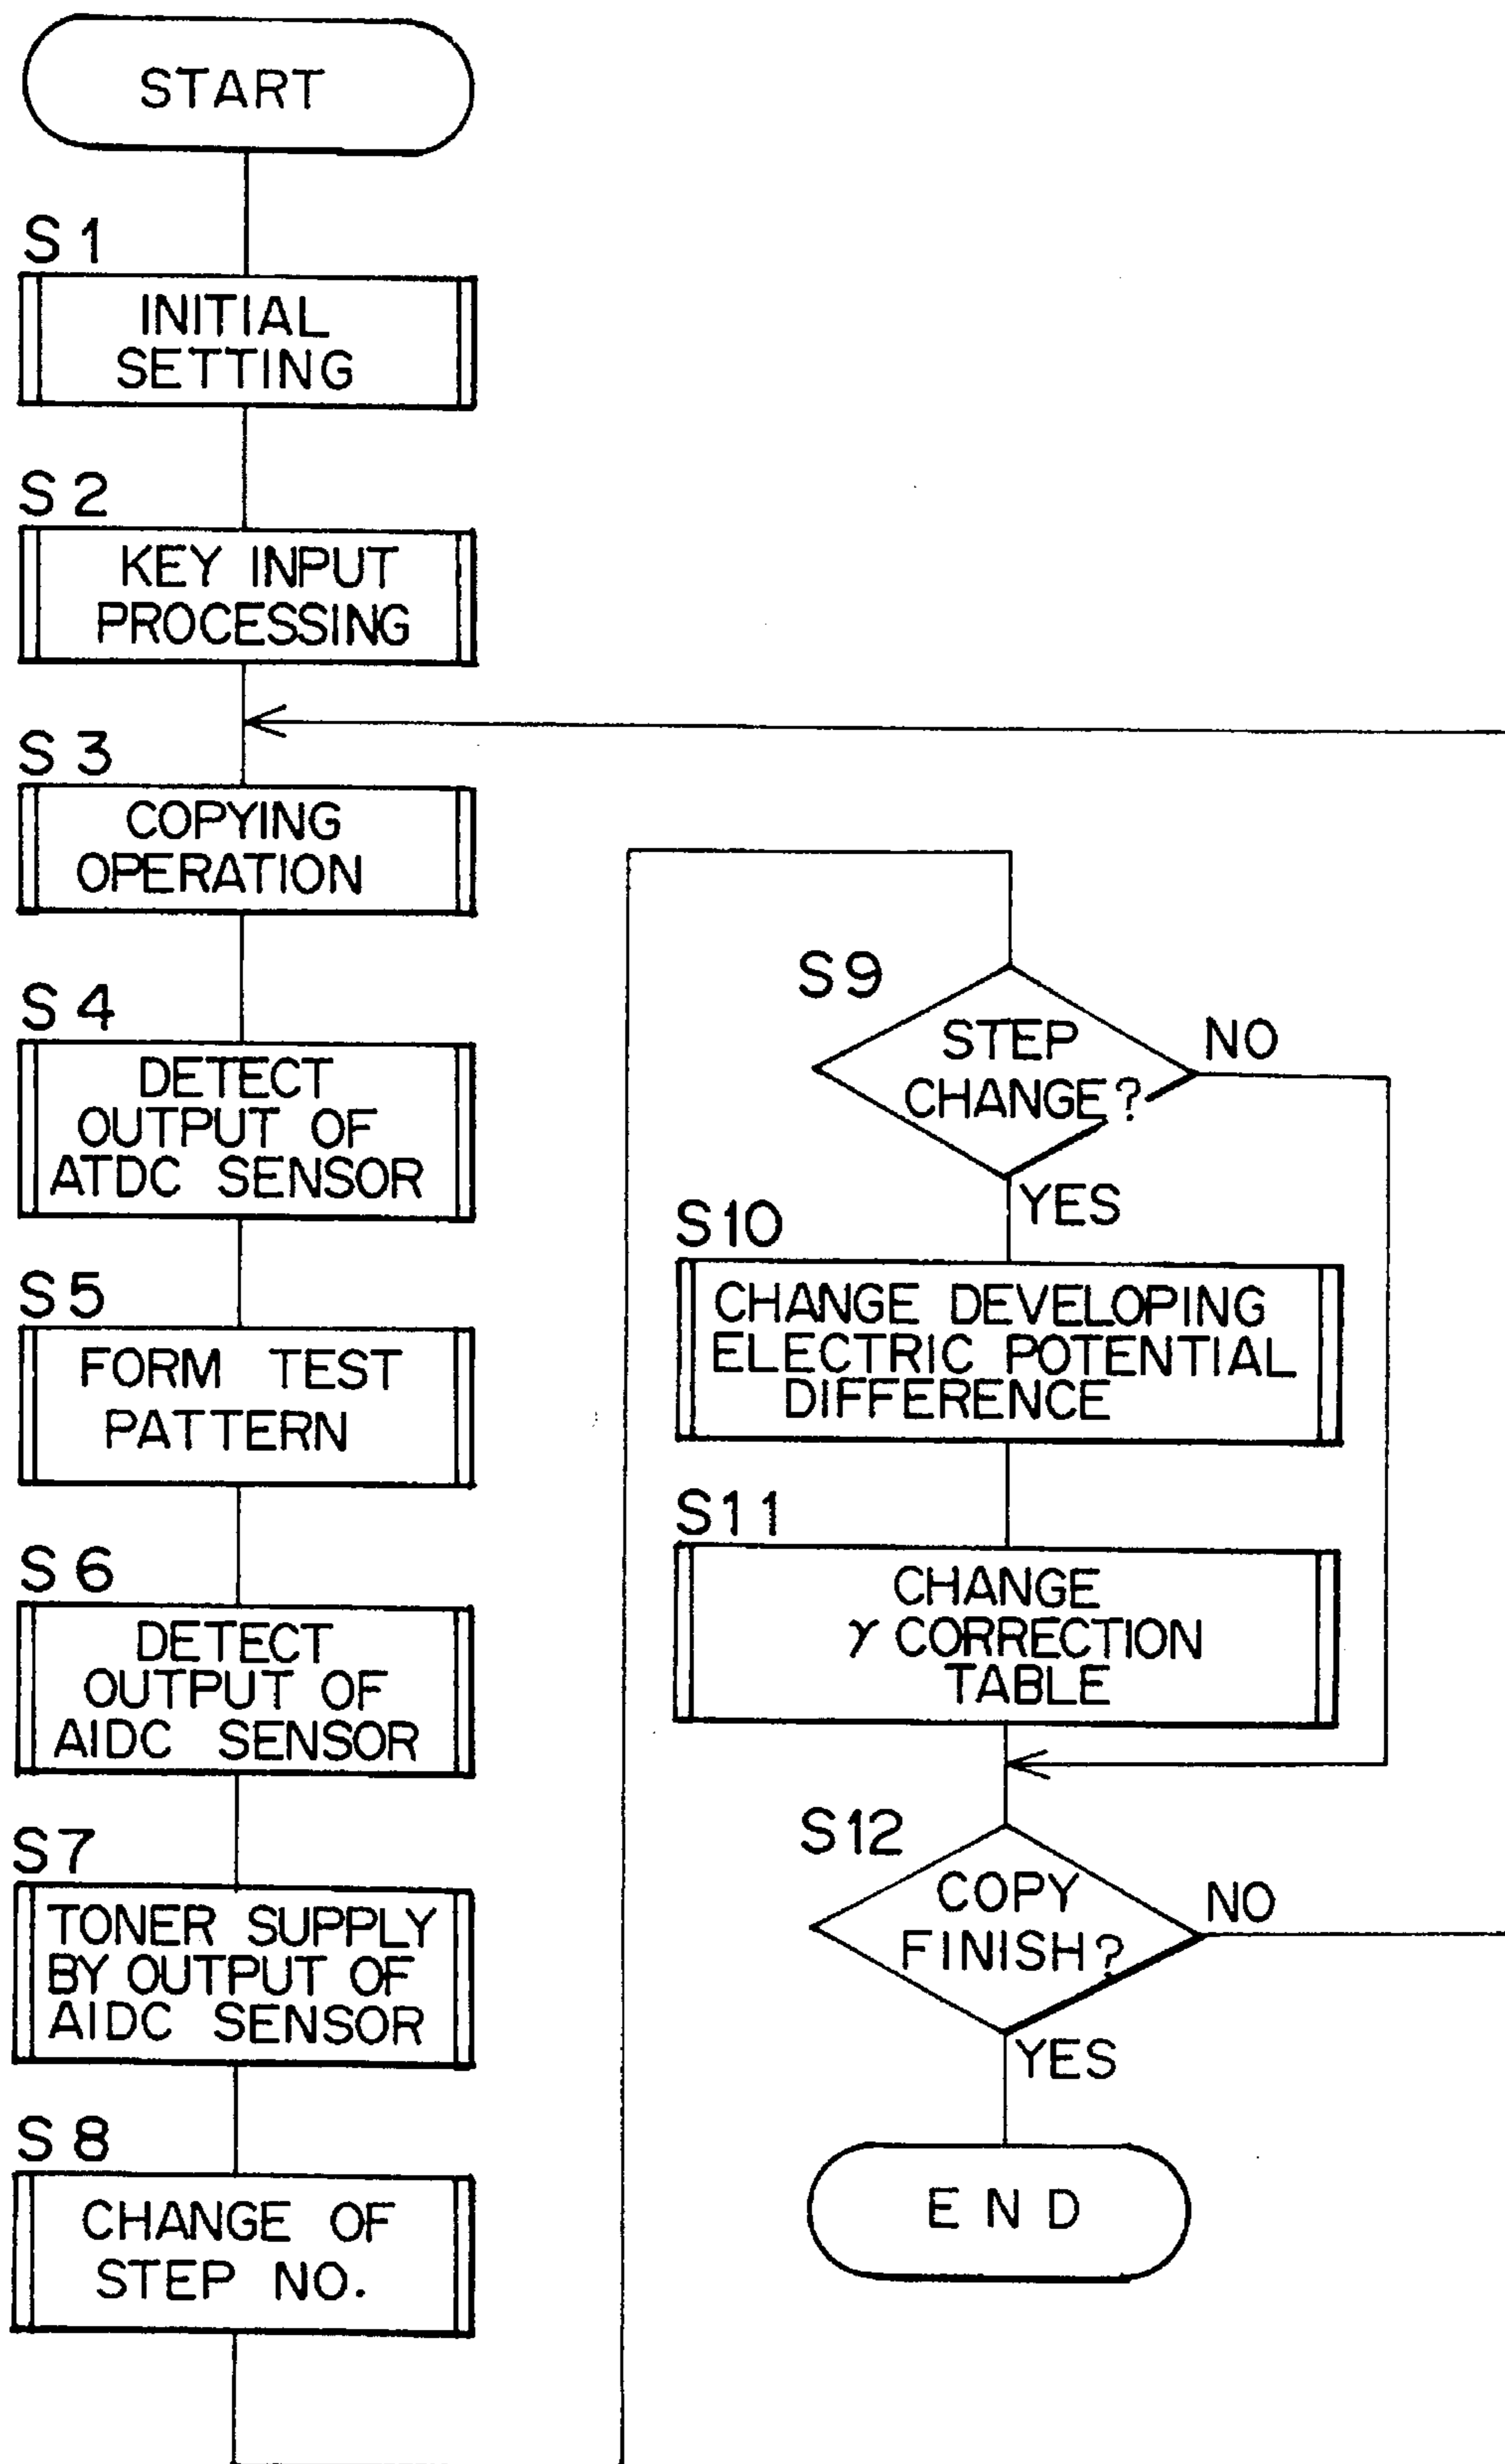 START
S1
INITIAL
SETTING
S2
KEY INPUT
PROCESSING
S3
COPYING
OPERATION
S4
DETECT
OUTPUT OF
ATDC SENSOR
S5
FORM TEST
PATTERN
S6
DETECT
OUTPUT OF
AIDC SENSOR
S7
TONER SUPPLY
BY OUTPUT OF
AIDC SENSOR
S8
CHANGE OF
STEP NO.
S9
STEP
CHANGE?
NO
YES
S10
CHANGE DEVELOPING
ELECTRIC POTENTIAL
DIFFERENCE
S11
CHANGE
γ CORRECTION
TABLE
S12
COPY
FINISH?
NO
YES
END